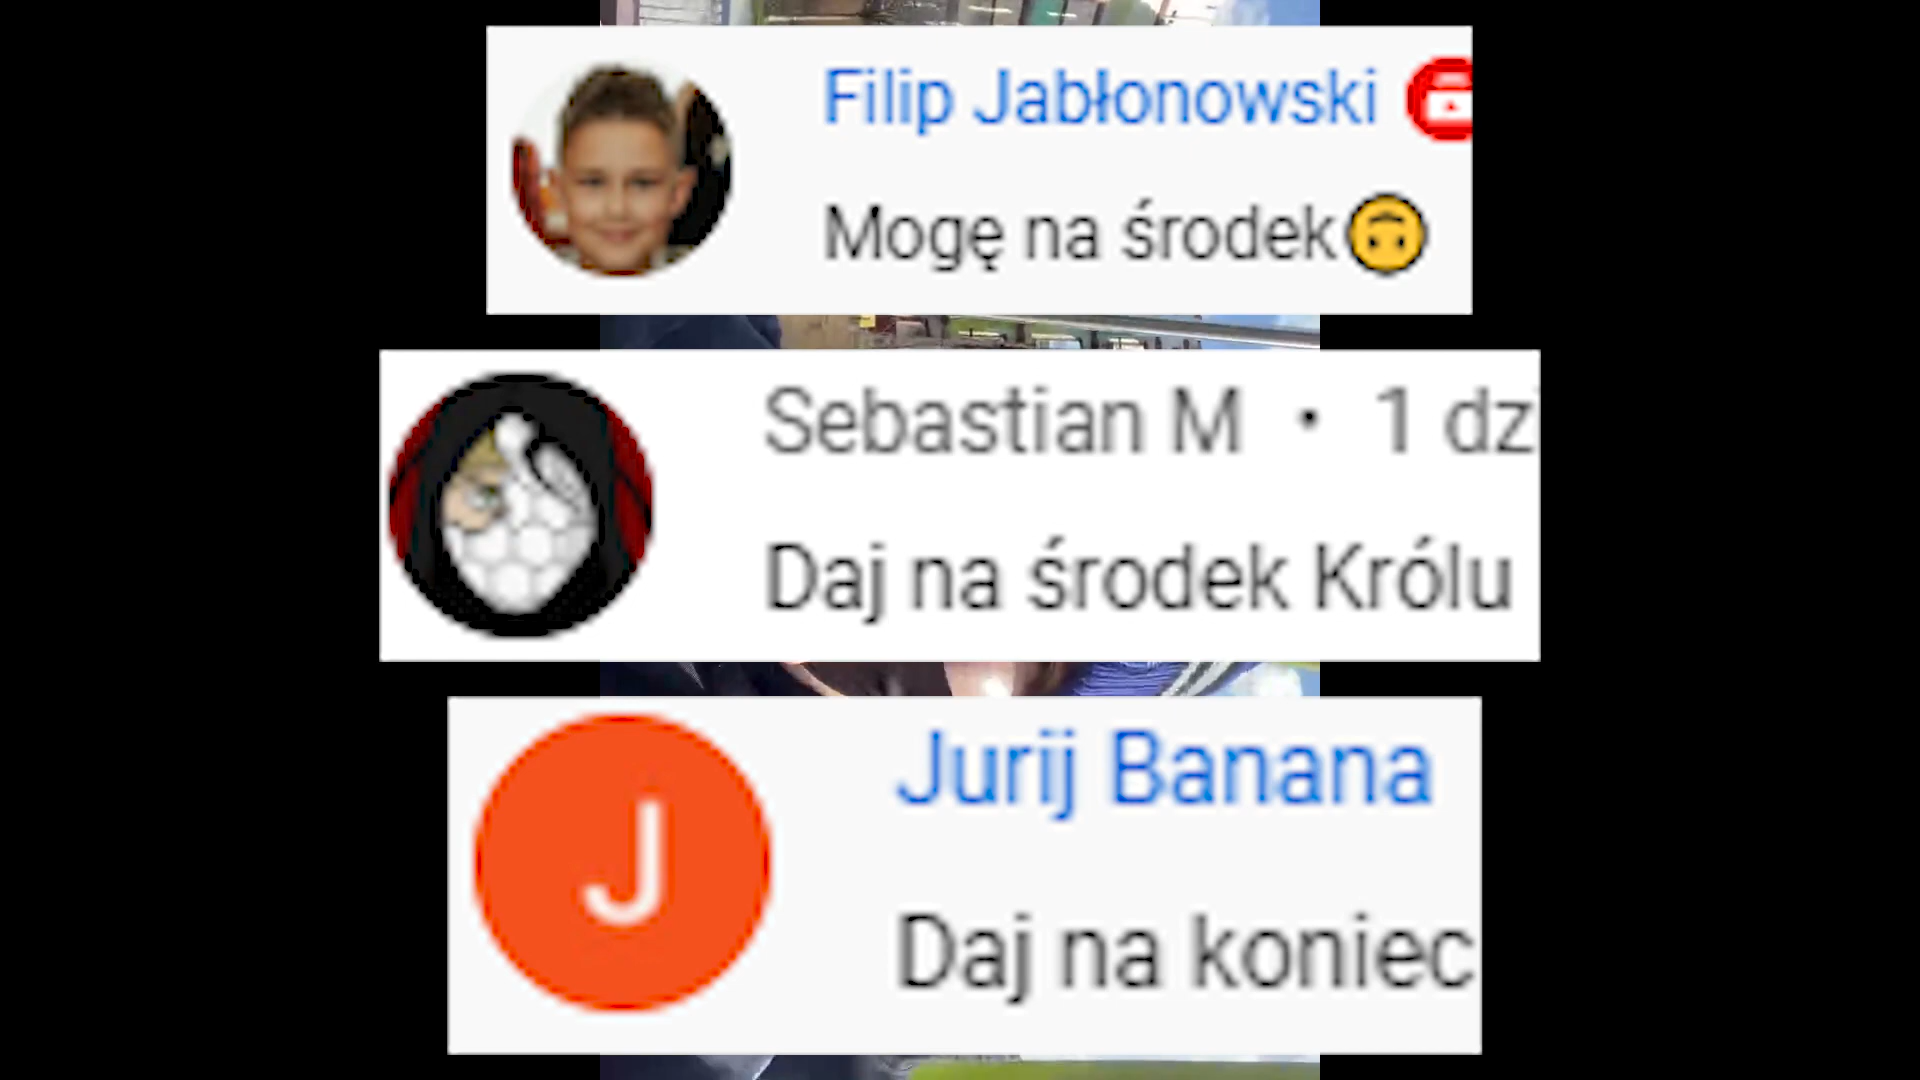 Filip Jabłonowski
Mogę na środek🙃
Sebastian M • 1 dz
Daj na środek Królu
J
Jurij Banana
Daj na koniec